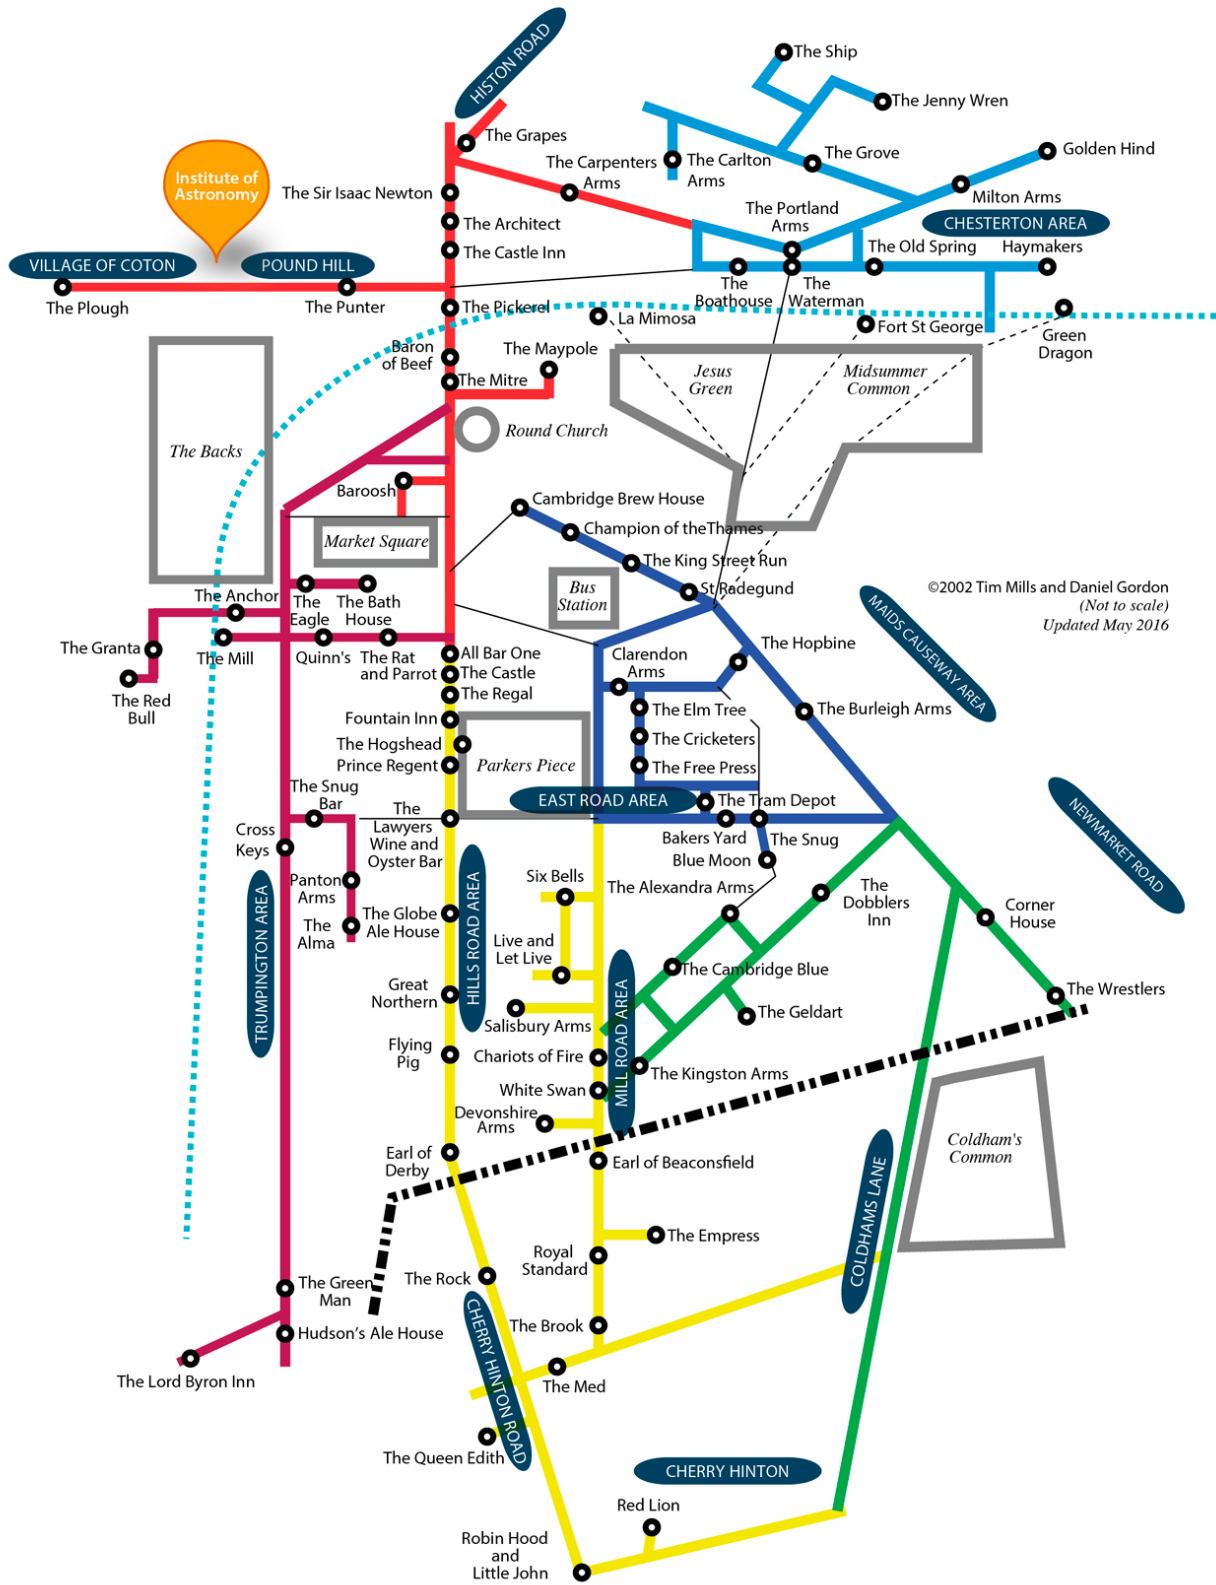 HISTON ROAD
The Ship
The Jenny Wren
The Grapes
The Carpenters
Arms
The Carlton
Arms
The Grove
Golden Hind
Milton Arms
Institute of
Astronomy
The Sir Isaac Newton
The Architect
The Castle Inn
The Portland
Arms
CHESTERTON AREA
The Old Spring
Haymakers
VILLAGE OF COTON
POUND HILL
The Plough
The Punter
The
Boathouse
The
Waterman
The Pickerel
La Mimosa
Fort St George
Green
Dragon
Baron
of Beef
The Maypole
The Mitre
Jesus
Green
Midsummer
Common
Round Church
The Backs
Baroosh
Market Square
Cambridge Brew House
Champion of theThames
The King Street Run
St Radegund
Bus
Station
©2002 Tim Mills and Daniel Gordon
(Not to scale)
Updated May 2016
MAIDS CAUSEWAY AREA
The Anchor
The
Eagle
The Bath
House
The Granta
The Mill
Quinn's
The Rat
and Parrot
The Red
Bull
All Bar One
The Castle
The Regal
Clarendon
Arms
The Hopbine
The Elm Tree
The Burleigh Arms
Fountain Inn
The Hogshead
Prince Regent
Parkers Piece
The Cricketers
The Free Press
EAST ROAD AREA
The Tram Depot
Bakers Yard
The Snug
Blue Moon
NEWMARKET ROAD
The Snug
Bar
The
Lawyers
Wine and
Oyster Bar
Cross
Keys
Panton
Arms
The
Alma
TRUMPINGTON AREA
The Globe
Ale House
HILLS ROAD AREA
Six Bells
The Alexandra Arms
The
Dobblers
Inn
Corner
House
Live and
Let Live
The Cambridge Blue
The Wrestlers
Great
Northern
Salisbury Arms
MILL ROAD AREA
The Geldart
Flying
Pig
Chariots of Fire
The Kingston Arms
White Swan
Devonshire
Arms
Earl of
Derby
Earl of Beaconsfield
Coldham's
Common
COLDHAMS LANE
The Empress
Royal
Standard
The Rock
The Green
Man
Hudson's Ale House
The Lord Byron Inn
CHERRY HINTON ROAD
The Brook
The Med
The Queen Edith
CHERRY HINTON
Red Lion
Robin Hood
and
Little John